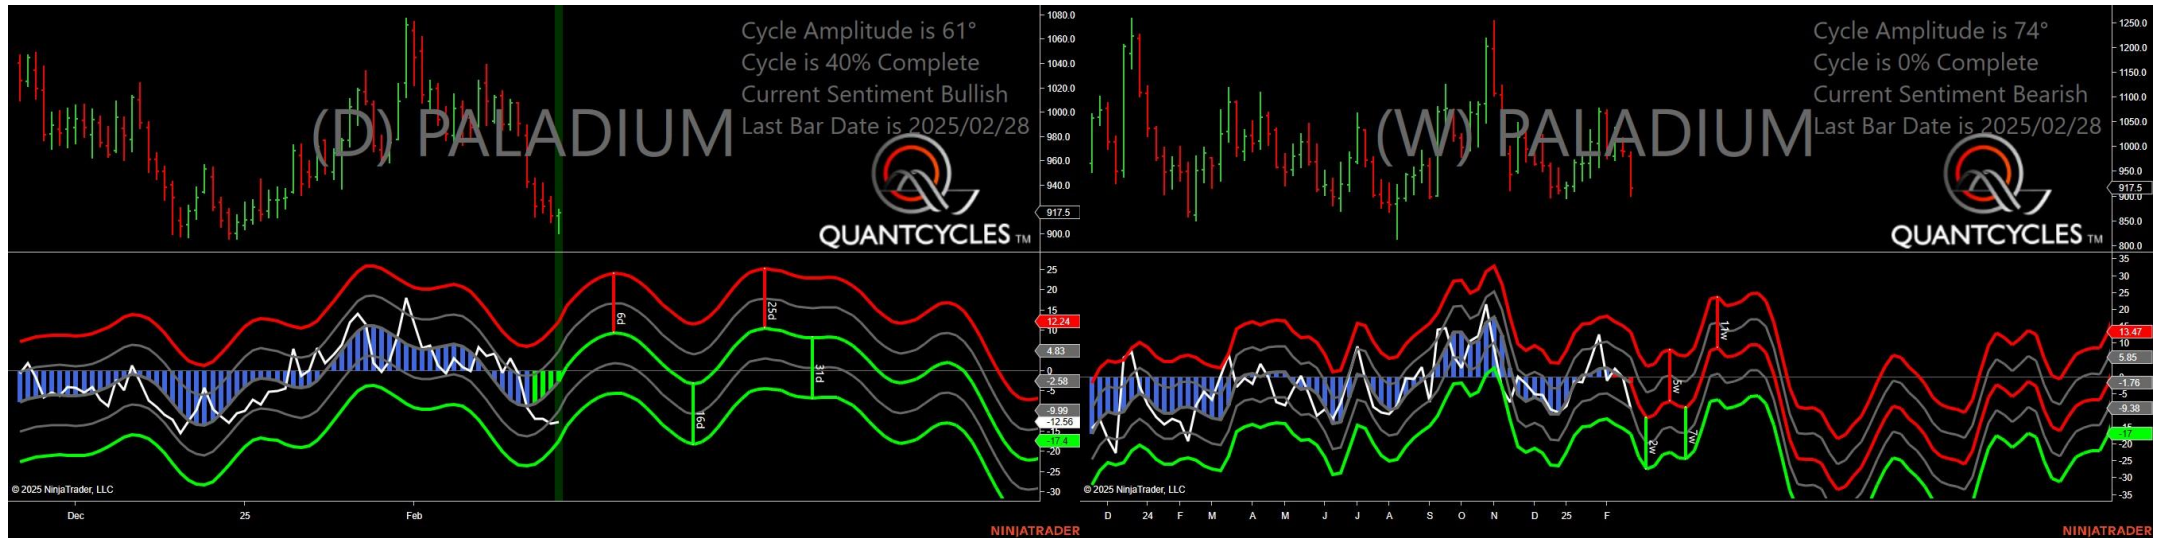 Cycle Amplitude is 61°
Cycle is 40% Complete
Current Sentiment Bullish
Last Bar Date is 2025/02/28
(D) PALADIUM
QUANTCYCLES TM
1080.0
1060.0
1040.0
1020.0
1000.0
980.0
960.0
940.0
917.5
900.0
25
20
15
12.24
10
4.83
0
-2.58
-5
-9.99
-12.56
-15
-17.4
-20
-25
-30
6d
16d
25d
31d
© 2025 NinjaTrader, LLC
Dec
25
Feb
NINJATRADER
Cycle Amplitude is 74°
Cycle is 0% Complete
Current Sentiment Bearish
Last Bar Date is 2025/02/28
(W) PALADIUM
QUANTCYCLES TM
1250.0
1200.0
1150.0
1100.0
1050.0
1000.0
950.0
917.5
900.0
850.0
800.0
35
30
25
20
13.47
10
5.85
-1.76
-5
-9.38
-17
-20
-25
-30
-35
2w
5w
7w
11w
© 2025 NinjaTrader, LLC
D
24
F
M
A
M
J
J
A
S
O
N
D
25
F
NINJATRADER